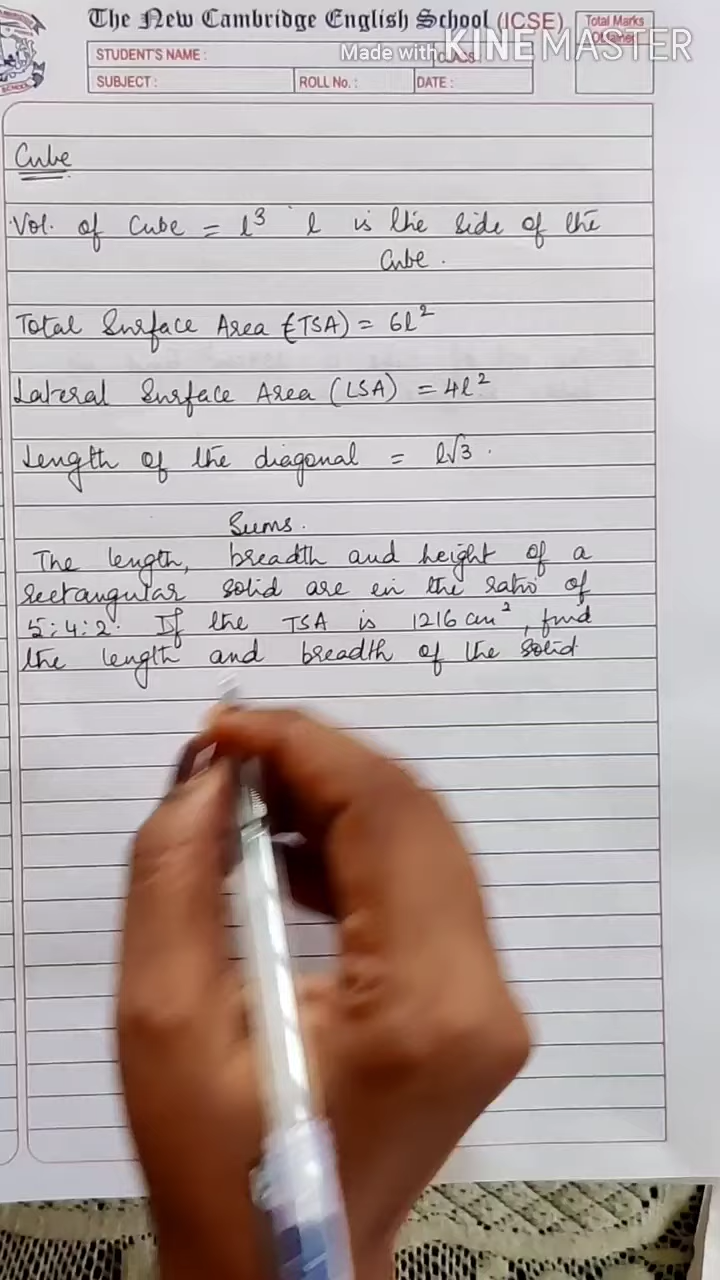 The New Cambridge English School (ICSE)
Total Marks
STUDENT'S NAME :
Made with KINEMASTER
SUBJECT :
ROLL No. :
DATE :
Cube
Vol. of Cube = l³ l is the side of the
Cube.
Total Surface Area (TSA) = 6l²
Lateral Surface Area (LSA) = 4l²
Length of the diagonal = l√3.
Sums.
The length, breadth and height of a
rectangular solid are in the ratio of
5:4:2. If the TSA is 1216 cm², find
the length and breadth of the solid